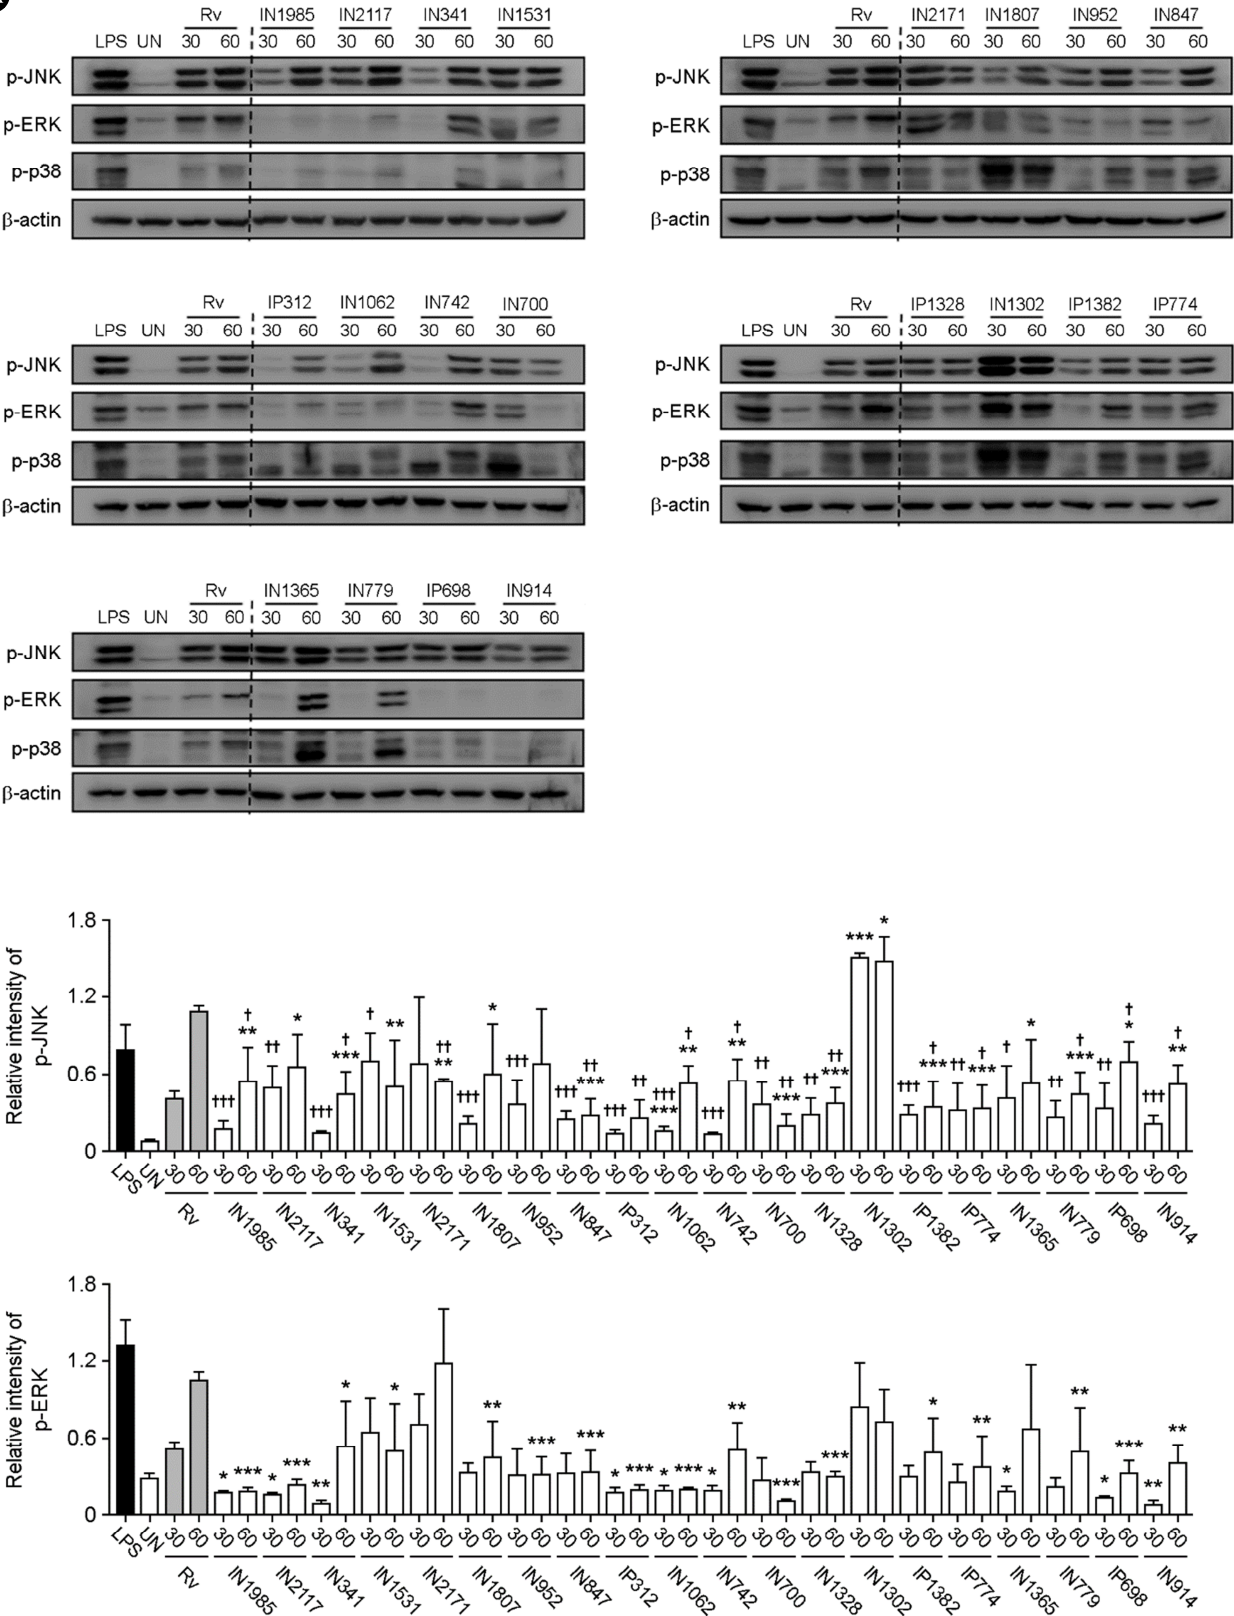 Rv IN1985 IN2117 IN341 IN1531
LPS UN 30 60 30 60 30 60 30 60 30 60
p-JNK
p-ERK
p-p38
β-actin
Rv IN2171 IN1807 IN952 IN847
LPS UN 30 60 30 60 30 60 30 60 30 60
p-JNK
p-ERK
p-p38
β-actin
Rv IP312 IN1062 IN742 IN700
LPS UN 30 60 30 60 30 60 30 60 30 60
p-JNK
p-ERK
p-p38
β-actin
Rv IP1328 IN1302 IP1382 IP774
LPS UN 30 60 30 60 30 60 30 60 30 60
p-JNK
p-ERK
p-p38
β-actin
Rv IN1365 IN779 IP698 IN914
LPS UN 30 60 30 60 30 60 30 60 30 60
p-JNK
p-ERK
p-p38
β-actin
Relative intensity of
p-JNK
1.8
1.2
0.6
0
††† † ** †† * ††† † *** † ** †† ** ††† * ††† ††† †† *** ††† †† ††† *** † ** ††† † ** †† †† *** †† †† *** *** * ††† † *** †† † *** † * †† † *** †† † * ††† † **
LPS UN 30 60 30 60 30 60 30 60 30 60 30 60 30 60 30 60 30 60 30 60 30 60 30 60 30 60 30 60 30 60 30 60 30 60 30 60 30 60 30 60 30 60
Rv IN1985 IN2117 IN341 IN1531 IN2171 IN1807 IN952 IN847 IP312 IN1062 IN742 IN700 IN1328 IN1302 IP1382 IP774 IN1365 IN779 IP698 IN914
Relative intensity of
p-ERK
1.8
1.2
0.6
0
* *** * *** ** * * ** *** *** * *** * *** * ** *** *** * ** * ** * *** ** **
LPS UN 30 60 30 60 30 60 30 60 30 60 30 60 30 60 30 60 30 60 30 60 30 60 30 60 30 60 30 60 30 60 30 60 30 60 30 60 30 60 30 60 30 60
Rv IN1985 IN2117 IN341 IN1531 IN2171 IN1807 IN952 IN847 IP312 IN1062 IN742 IN700 IN1328 IN1302 IP1382 IP774 IN1365 IN779 IP698 IN914